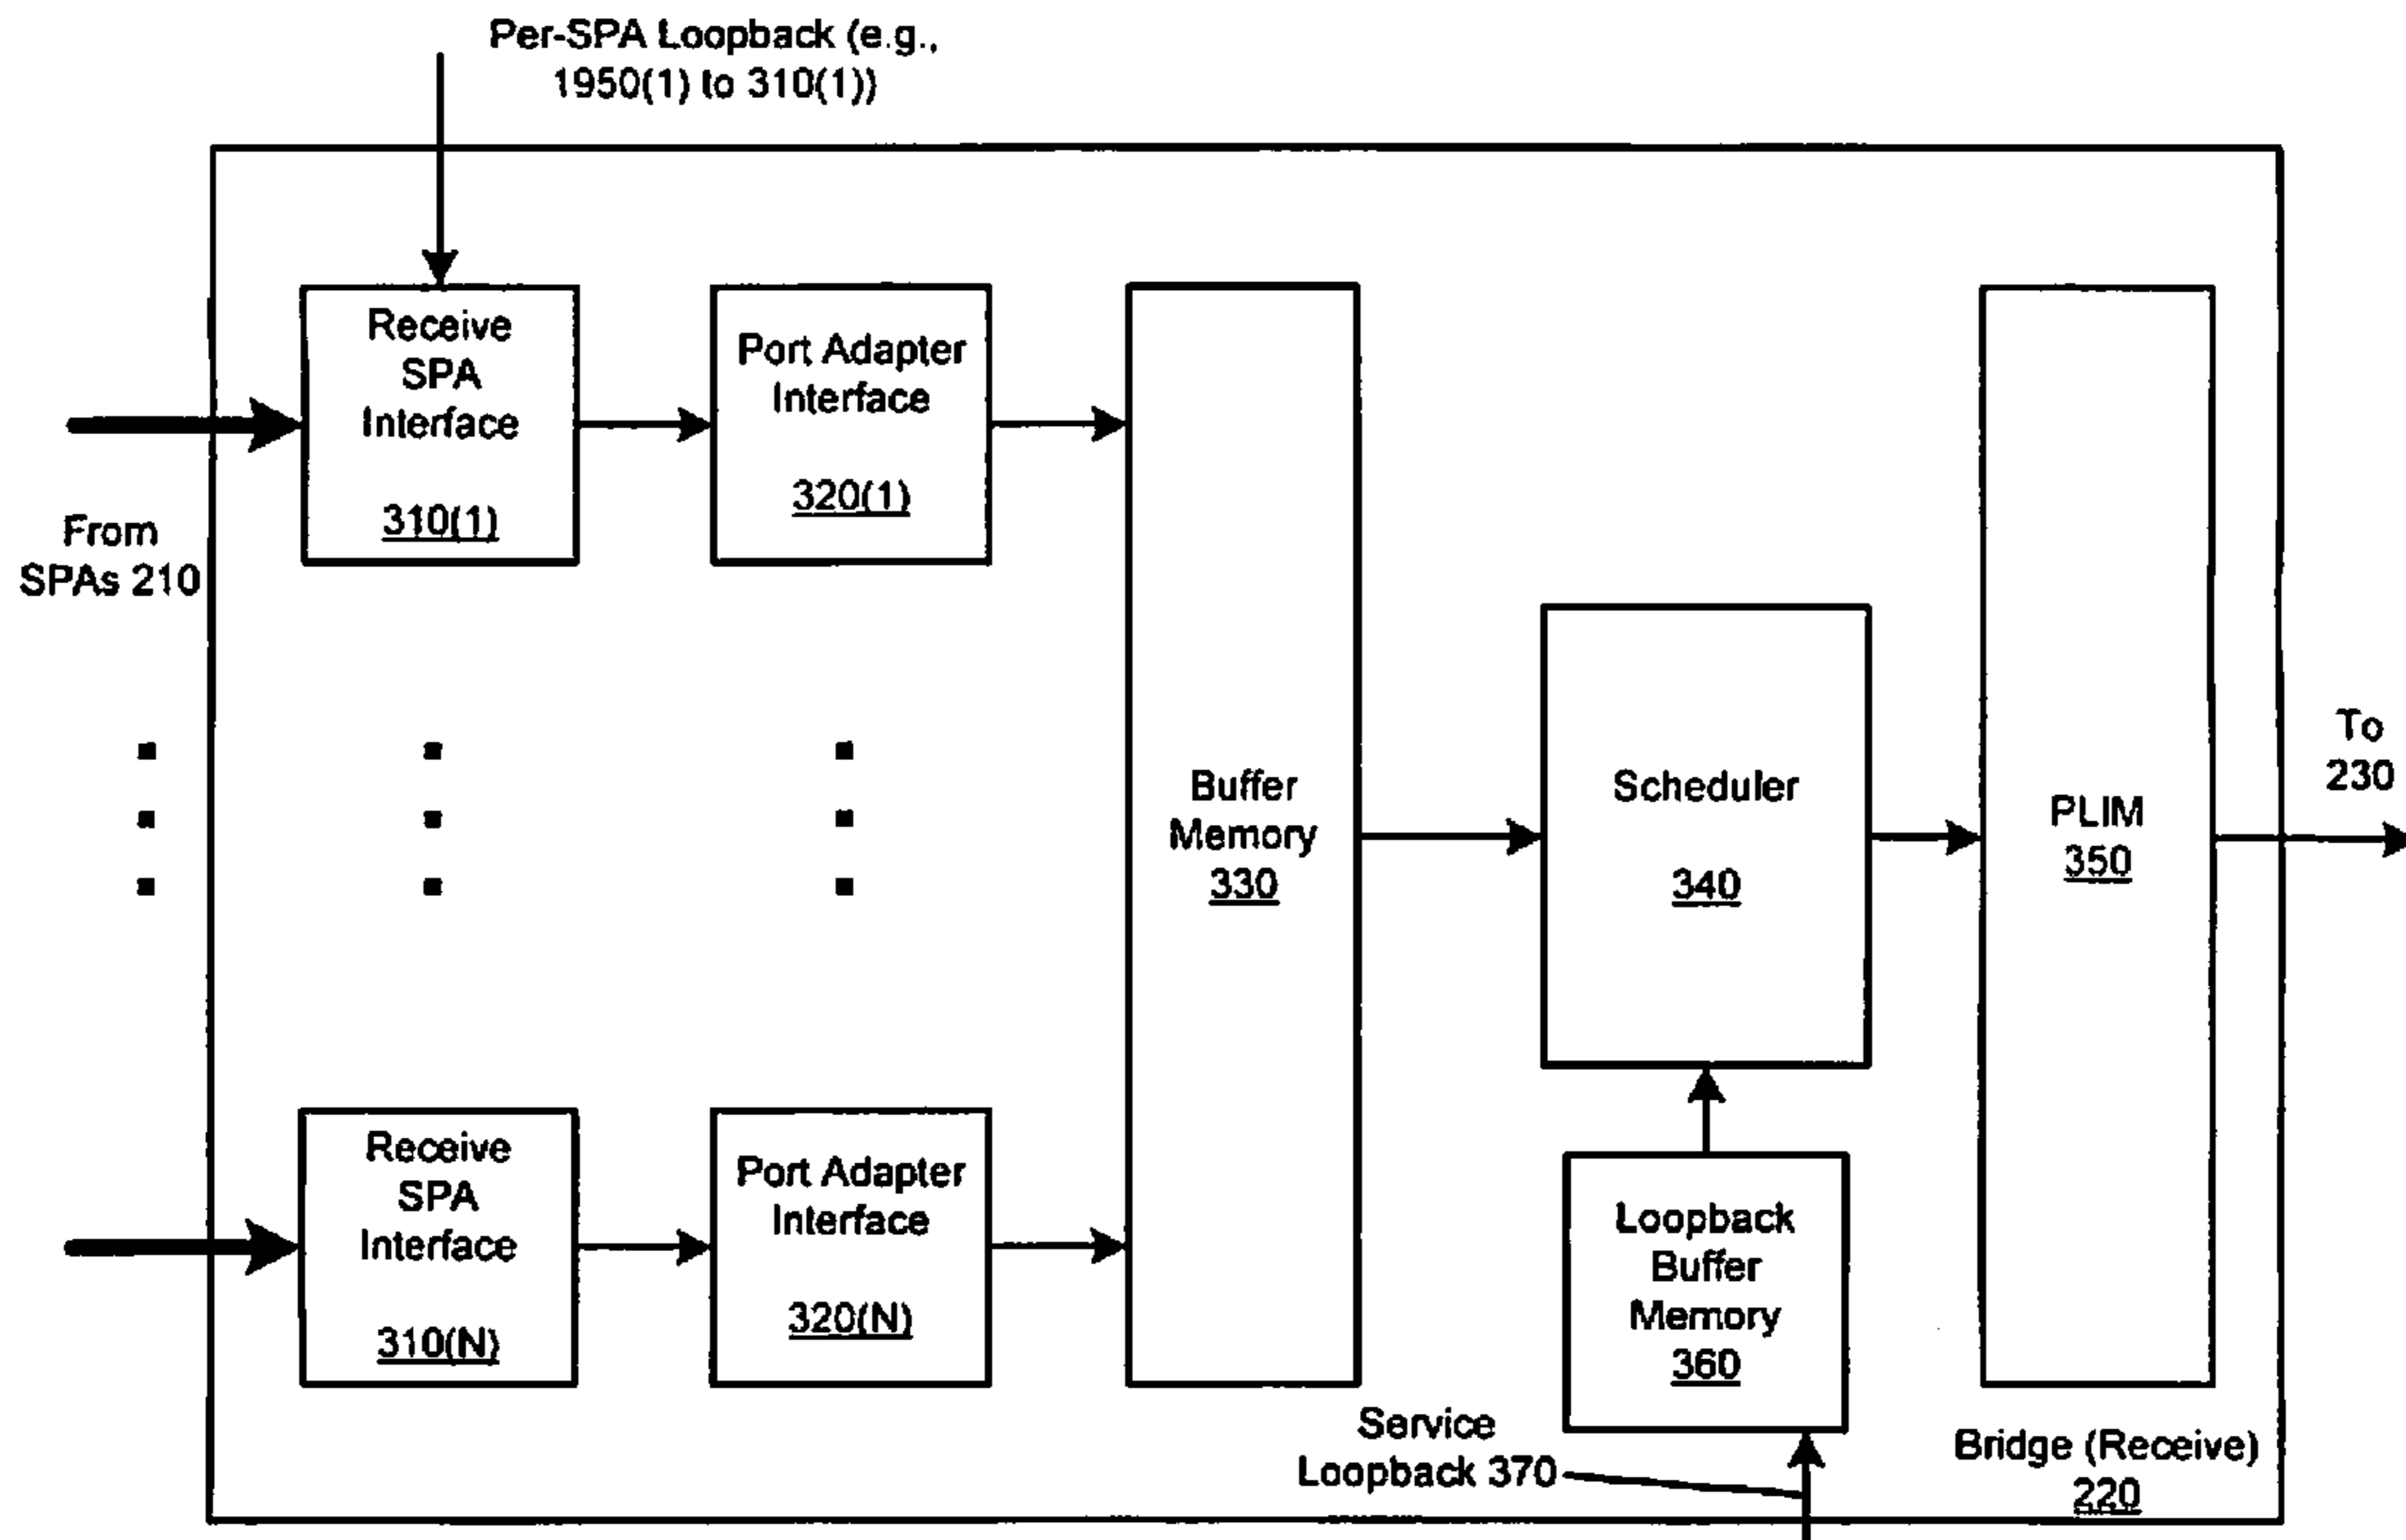 Per-SPA Loopback (e.g.,
1950(1) to 310(1))
Receive
SPA
Interface
310(1)
Port Adapter
Interface
320(1)
From
SPAs 210
Buffer
Memory
330
Scheduler
340
PLIM
350
To
230
Receive
SPA
Interface
310(N)
Port Adapter
Interface
320(N)
Loopback
Buffer
Memory
360
Service
Loopback 370
Bridge (Receive)
220